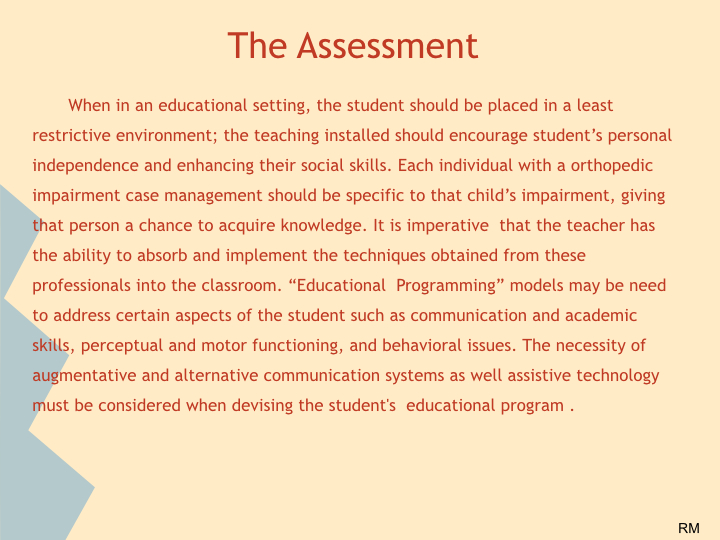 The Assessment
When in an educational setting, the student should be placed in a least
restrictive environment; the teaching installed should encourage student’s personal
independence and enhancing their social skills. Each individual with a orthopedic
impairment case management should be specific to that child’s impairment, giving
that person a chance to acquire knowledge. It is imperative  that the teacher has
the ability to absorb and implement the techniques obtained from these
professionals into the classroom. “Educational  Programming” models may be need
to address certain aspects of the student such as communication and academic
skills, perceptual and motor functioning, and behavioral issues. The necessity of
augmentative and alternative communication systems as well assistive technology
must be considered when devising the student's  educational program .
RM